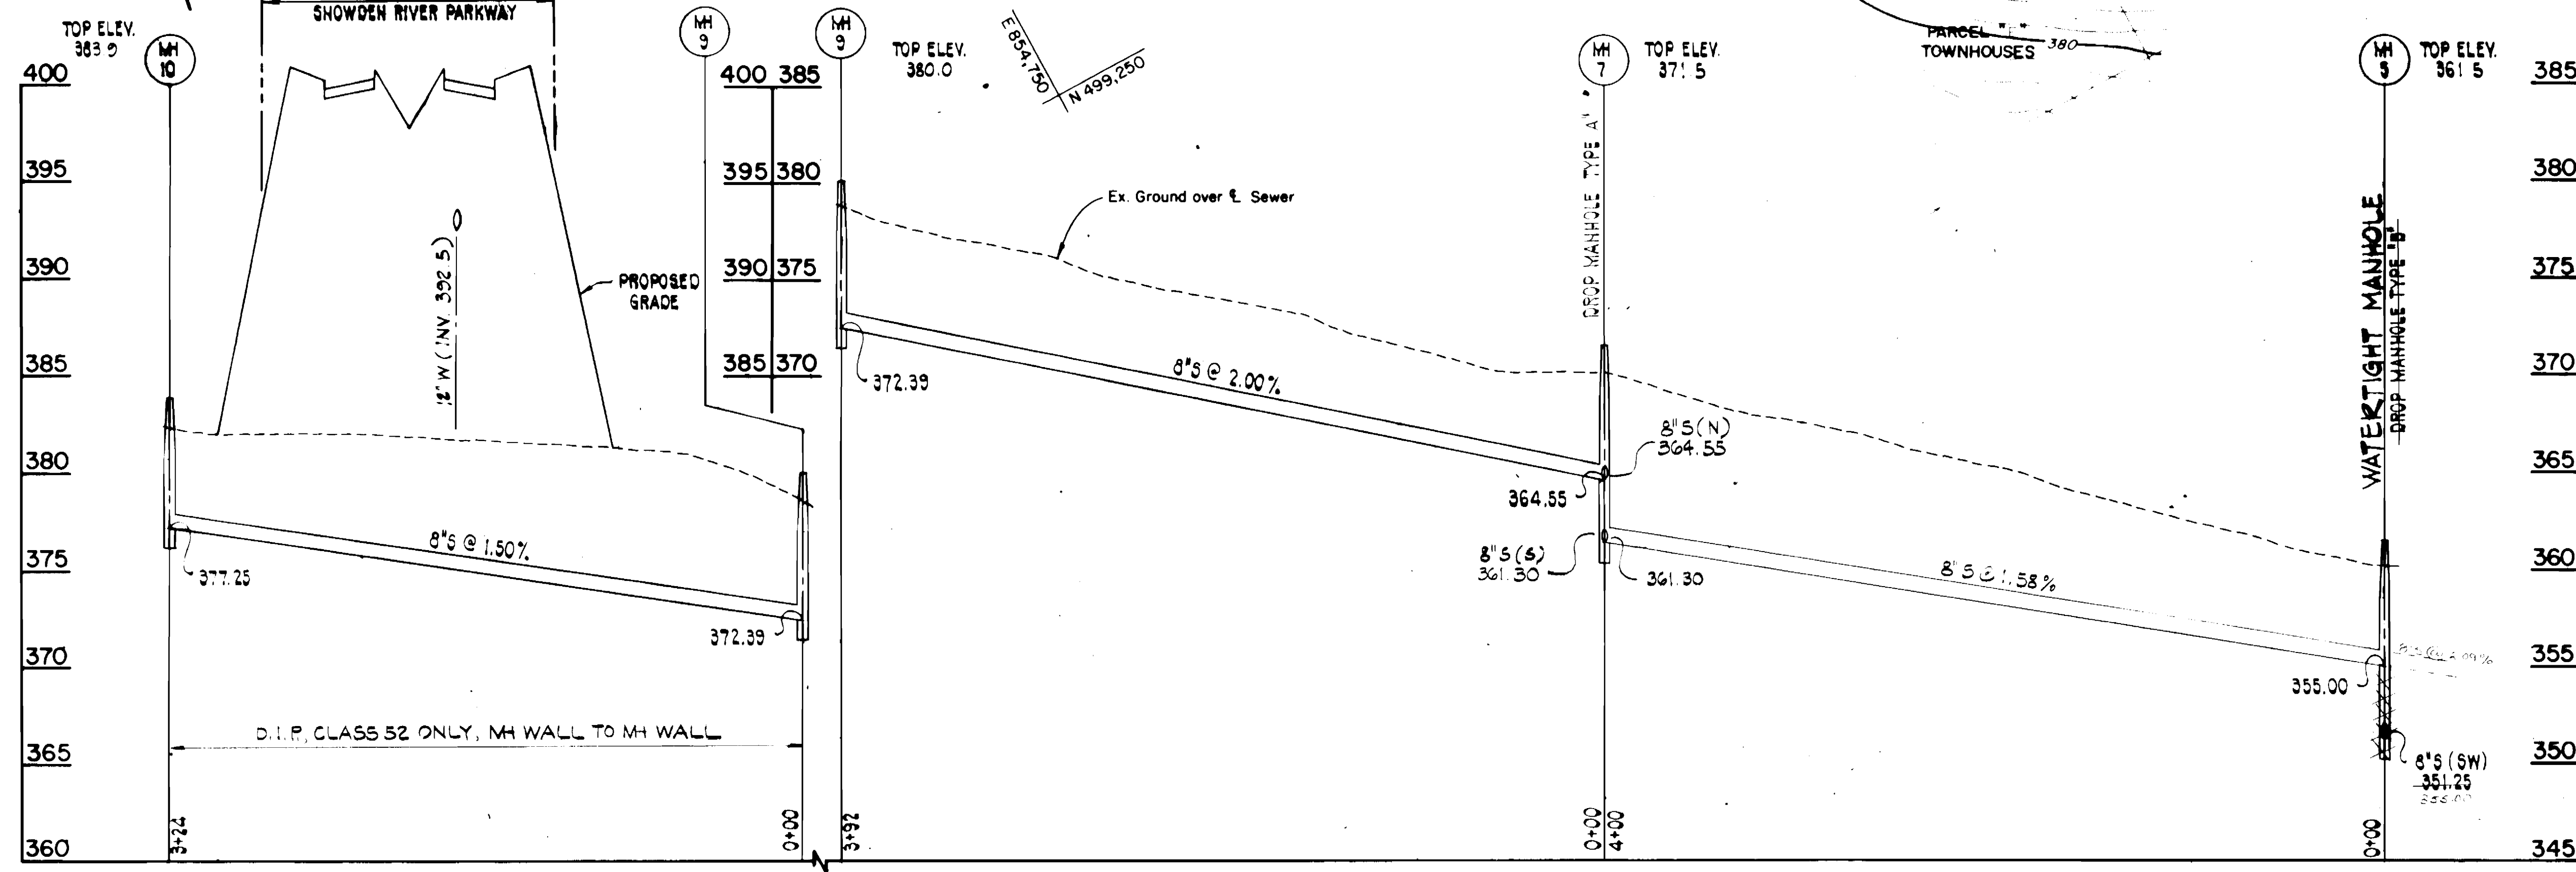 SNOWDEN RIVER PARKWAY
TOP ELEV.
383.9
MH
10
MH
9
MH
9
TOP ELEV.
380.0
E 854,750
N 499,250
MH
7
TOP ELEV.
371.5
PARCEL "E"
TOWNHOUSES
380
MH
5
TOP ELEV.
361.5
400
395
390
385
380
375
370
365
360
400 385
395 380
390 375
385 370
385
380
375
370
365
360
355
350
345
12" W (INV. 392.5)
PROPOSED
GRADE
Ex. Ground over ℄ Sewer
DROP MANHOLE TYPE "A"
WATERTIGHT MANHOLE
DROP MANHOLE TYPE "B"
8"S @ 1.50%
377.25
372.39
372.39
8"S @ 2.00%
8"S (N)
364.55
364.55
8"S (S)
361.30
361.30
8"S @ 1.58%
355.00
8"S (SW)
351.25
355.00
D.I.P., CLASS 52 ONLY, MH WALL TO MH WALL
3+24
0+00
3+92
0+00
4+00
0+00